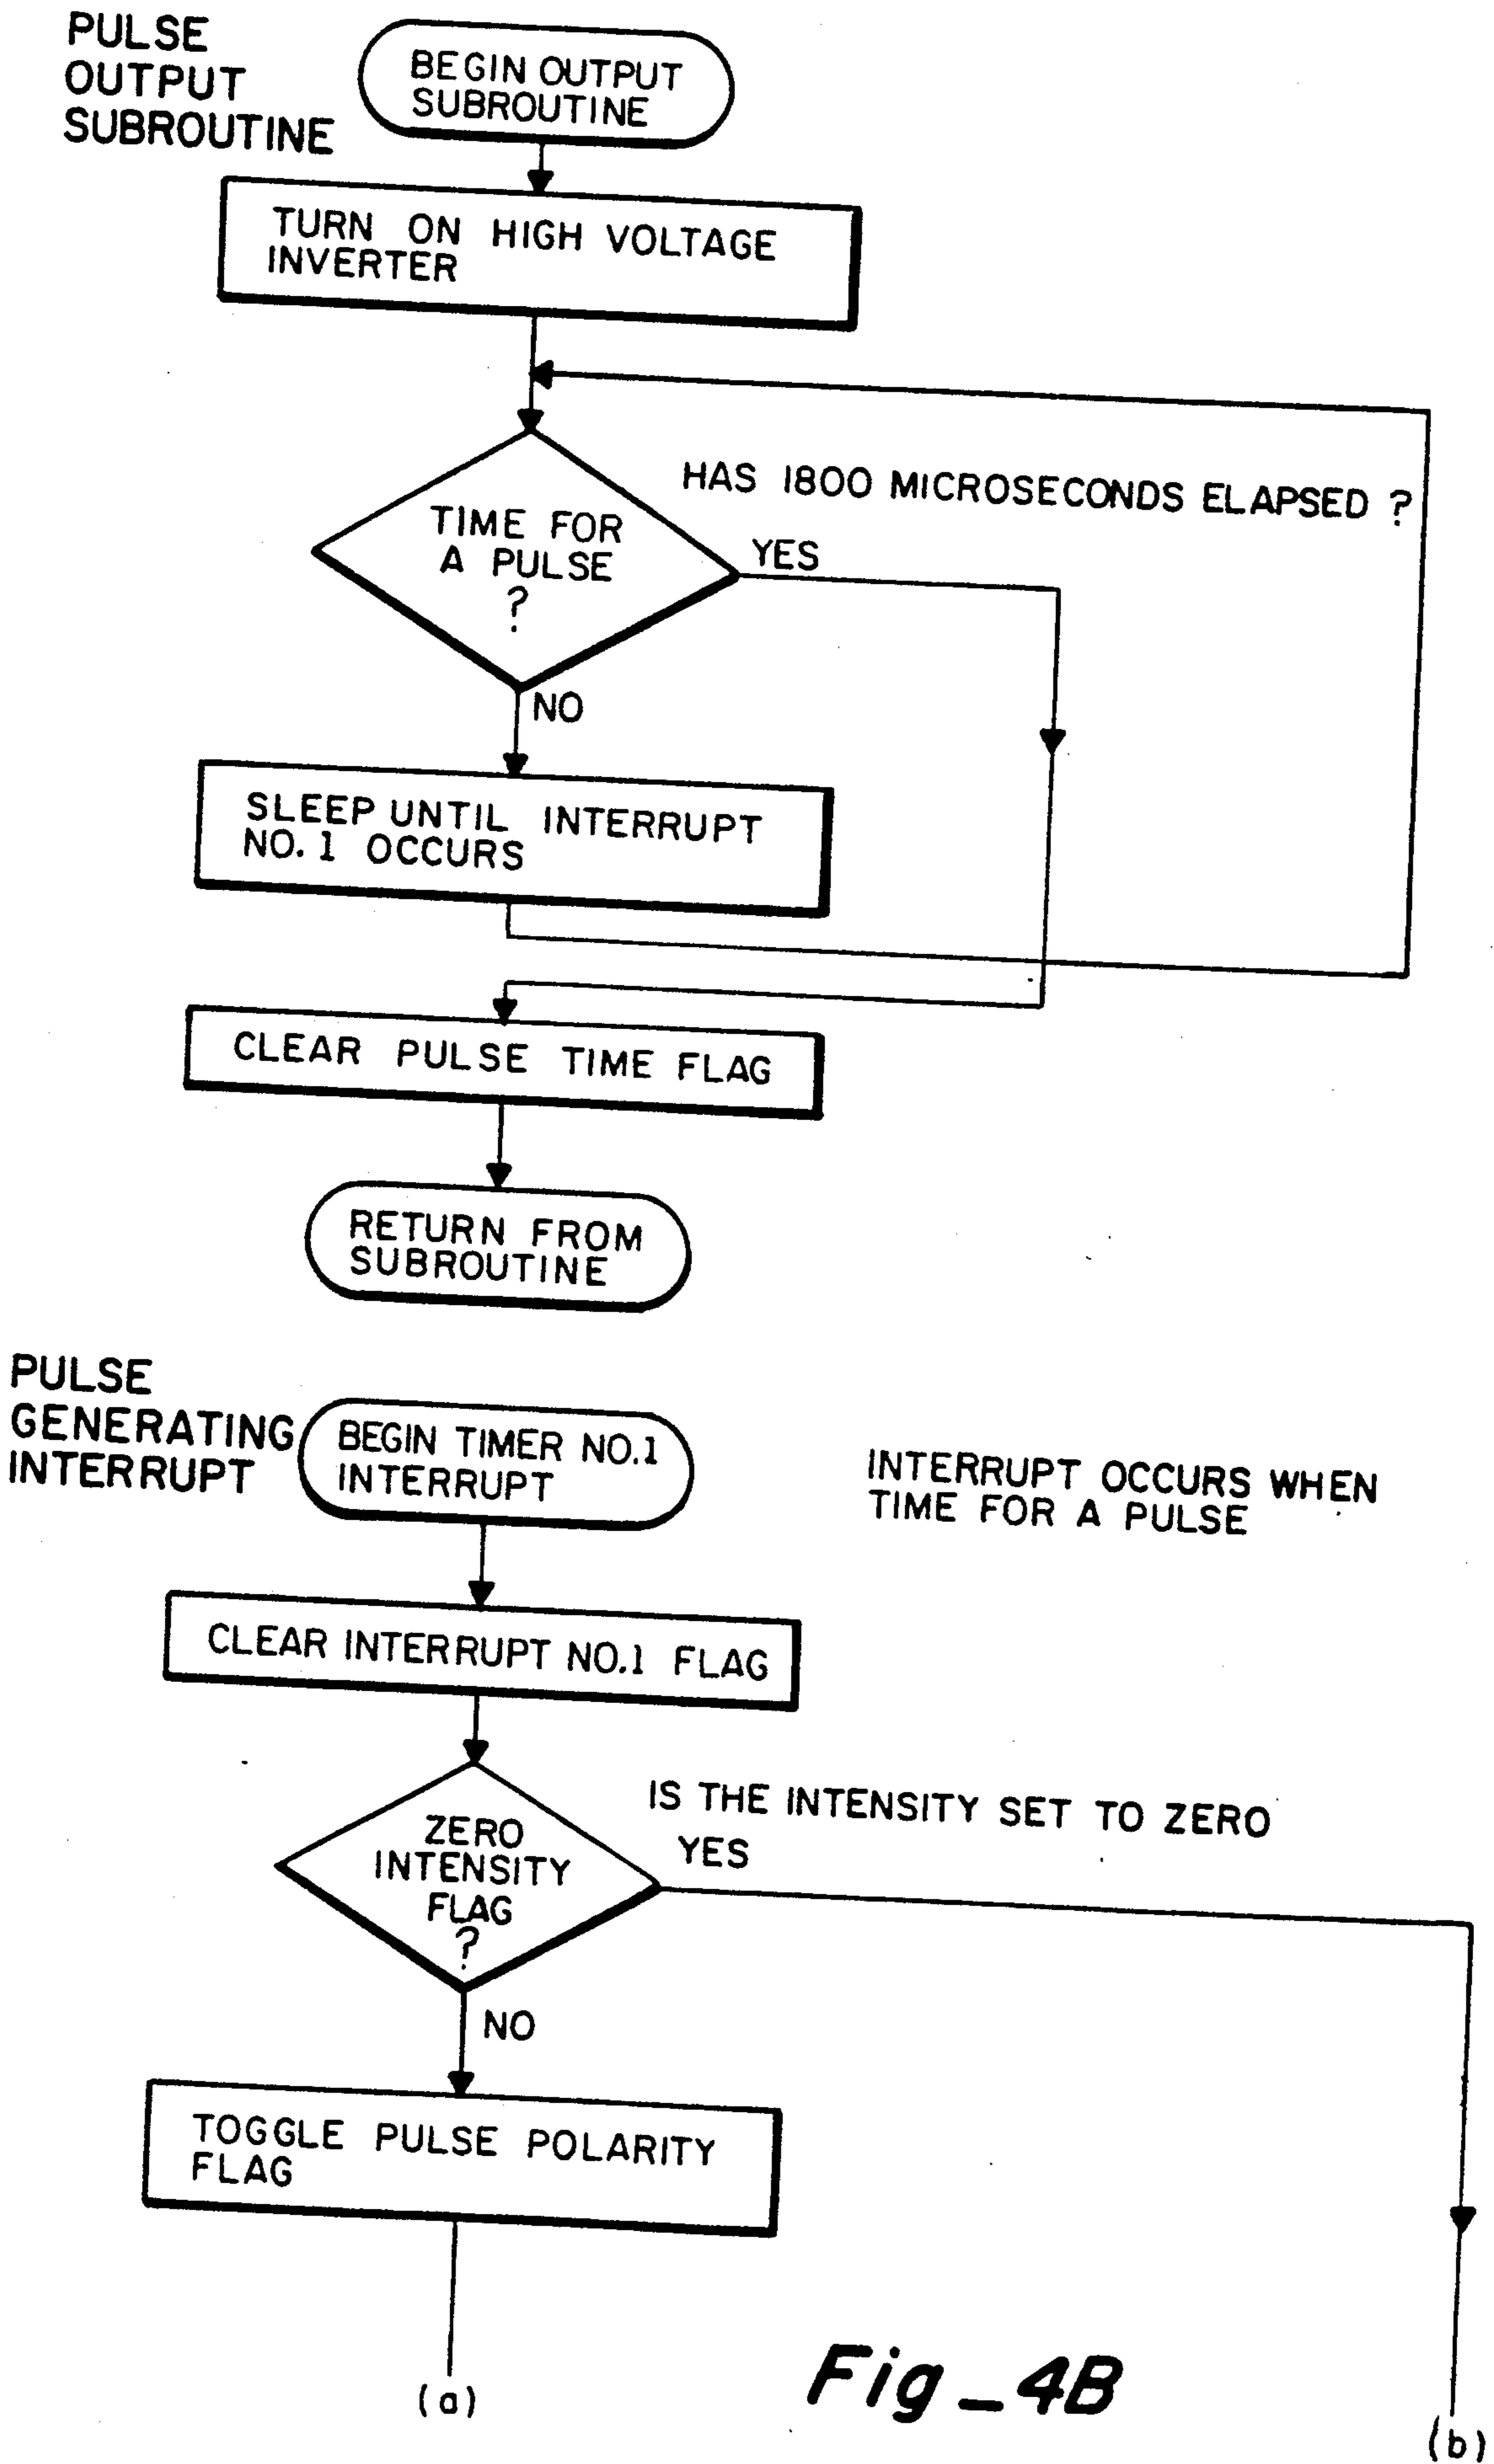 PULSE
OUTPUT
SUBROUTINE
BEGIN OUTPUT
SUBROUTINE
TURN ON HIGH VOLTAGE
INVERTER
HAS 1800 MICROSECONDS ELAPSED ?
TIME FOR
A PULSE
?
YES
NO
SLEEP UNTIL INTERRUPT
NO. 1 OCCURS
CLEAR PULSE TIME FLAG
RETURN FROM
SUBROUTINE
PULSE
GENERATING
INTERRUPT
BEGIN TIMER NO.1
INTERRUPT
INTERRUPT OCCURS WHEN
TIME FOR A PULSE
CLEAR INTERRUPT NO.1 FLAG
IS THE INTENSITY SET TO ZERO
ZERO
INTENSITY
FLAG
?
YES
NO
TOGGLE PULSE POLARITY
FLAG
(a)
Fig_4B
(b)